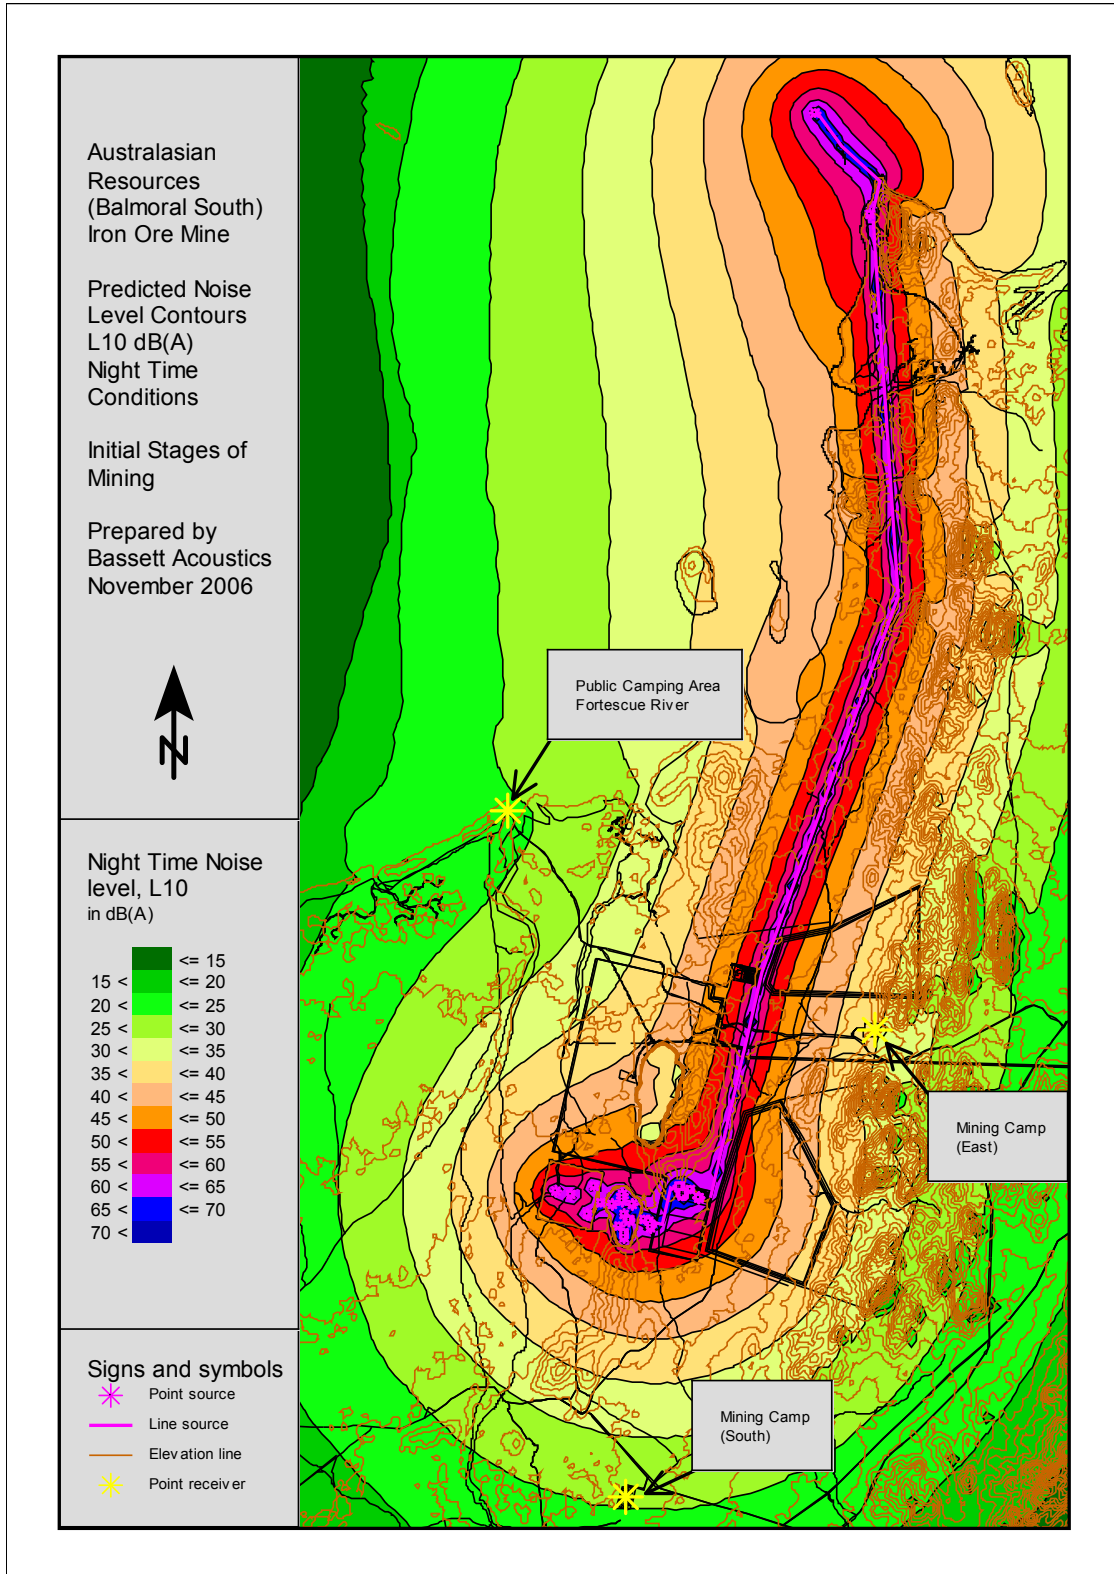 Australasian
Resources
(Balmoral South)
Iron Ore Mine
Predicted Noise
Level Contours
L10 dB(A)
Night Time
Conditions
Initial Stages of
Mining
Prepared by
Bassett Acoustics
November 2006
N
Night Time Noise
level, L10
in dB(A)
<= 15
15 < <= 20
20 < <= 25
25 < <= 30
30 < <= 35
35 < <= 40
40 < <= 45
45 < <= 50
50 < <= 55
55 < <= 60
60 < <= 65
65 < <= 70
70 <
Signs and symbols
Point source
Line source
Elevation line
Point receiver
Public Camping Area
Fortescue River
Mining Camp
(East)
Mining Camp
(South)